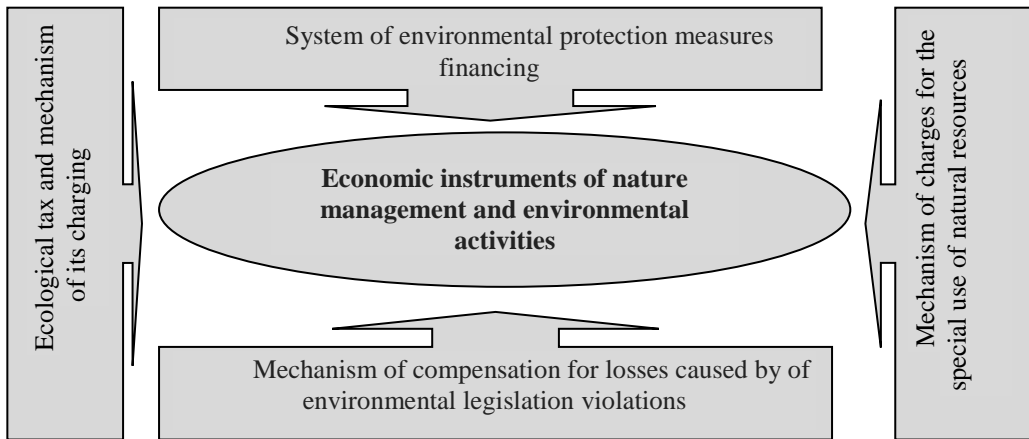 System of environmental protection measures
financing
Ecological tax and mechanism
of its charging
Economic instruments of nature
management and environmental
activities
Mechanism of charges for the
special use of natural resources
Mechanism of compensation for losses caused by of
environmental legislation violations